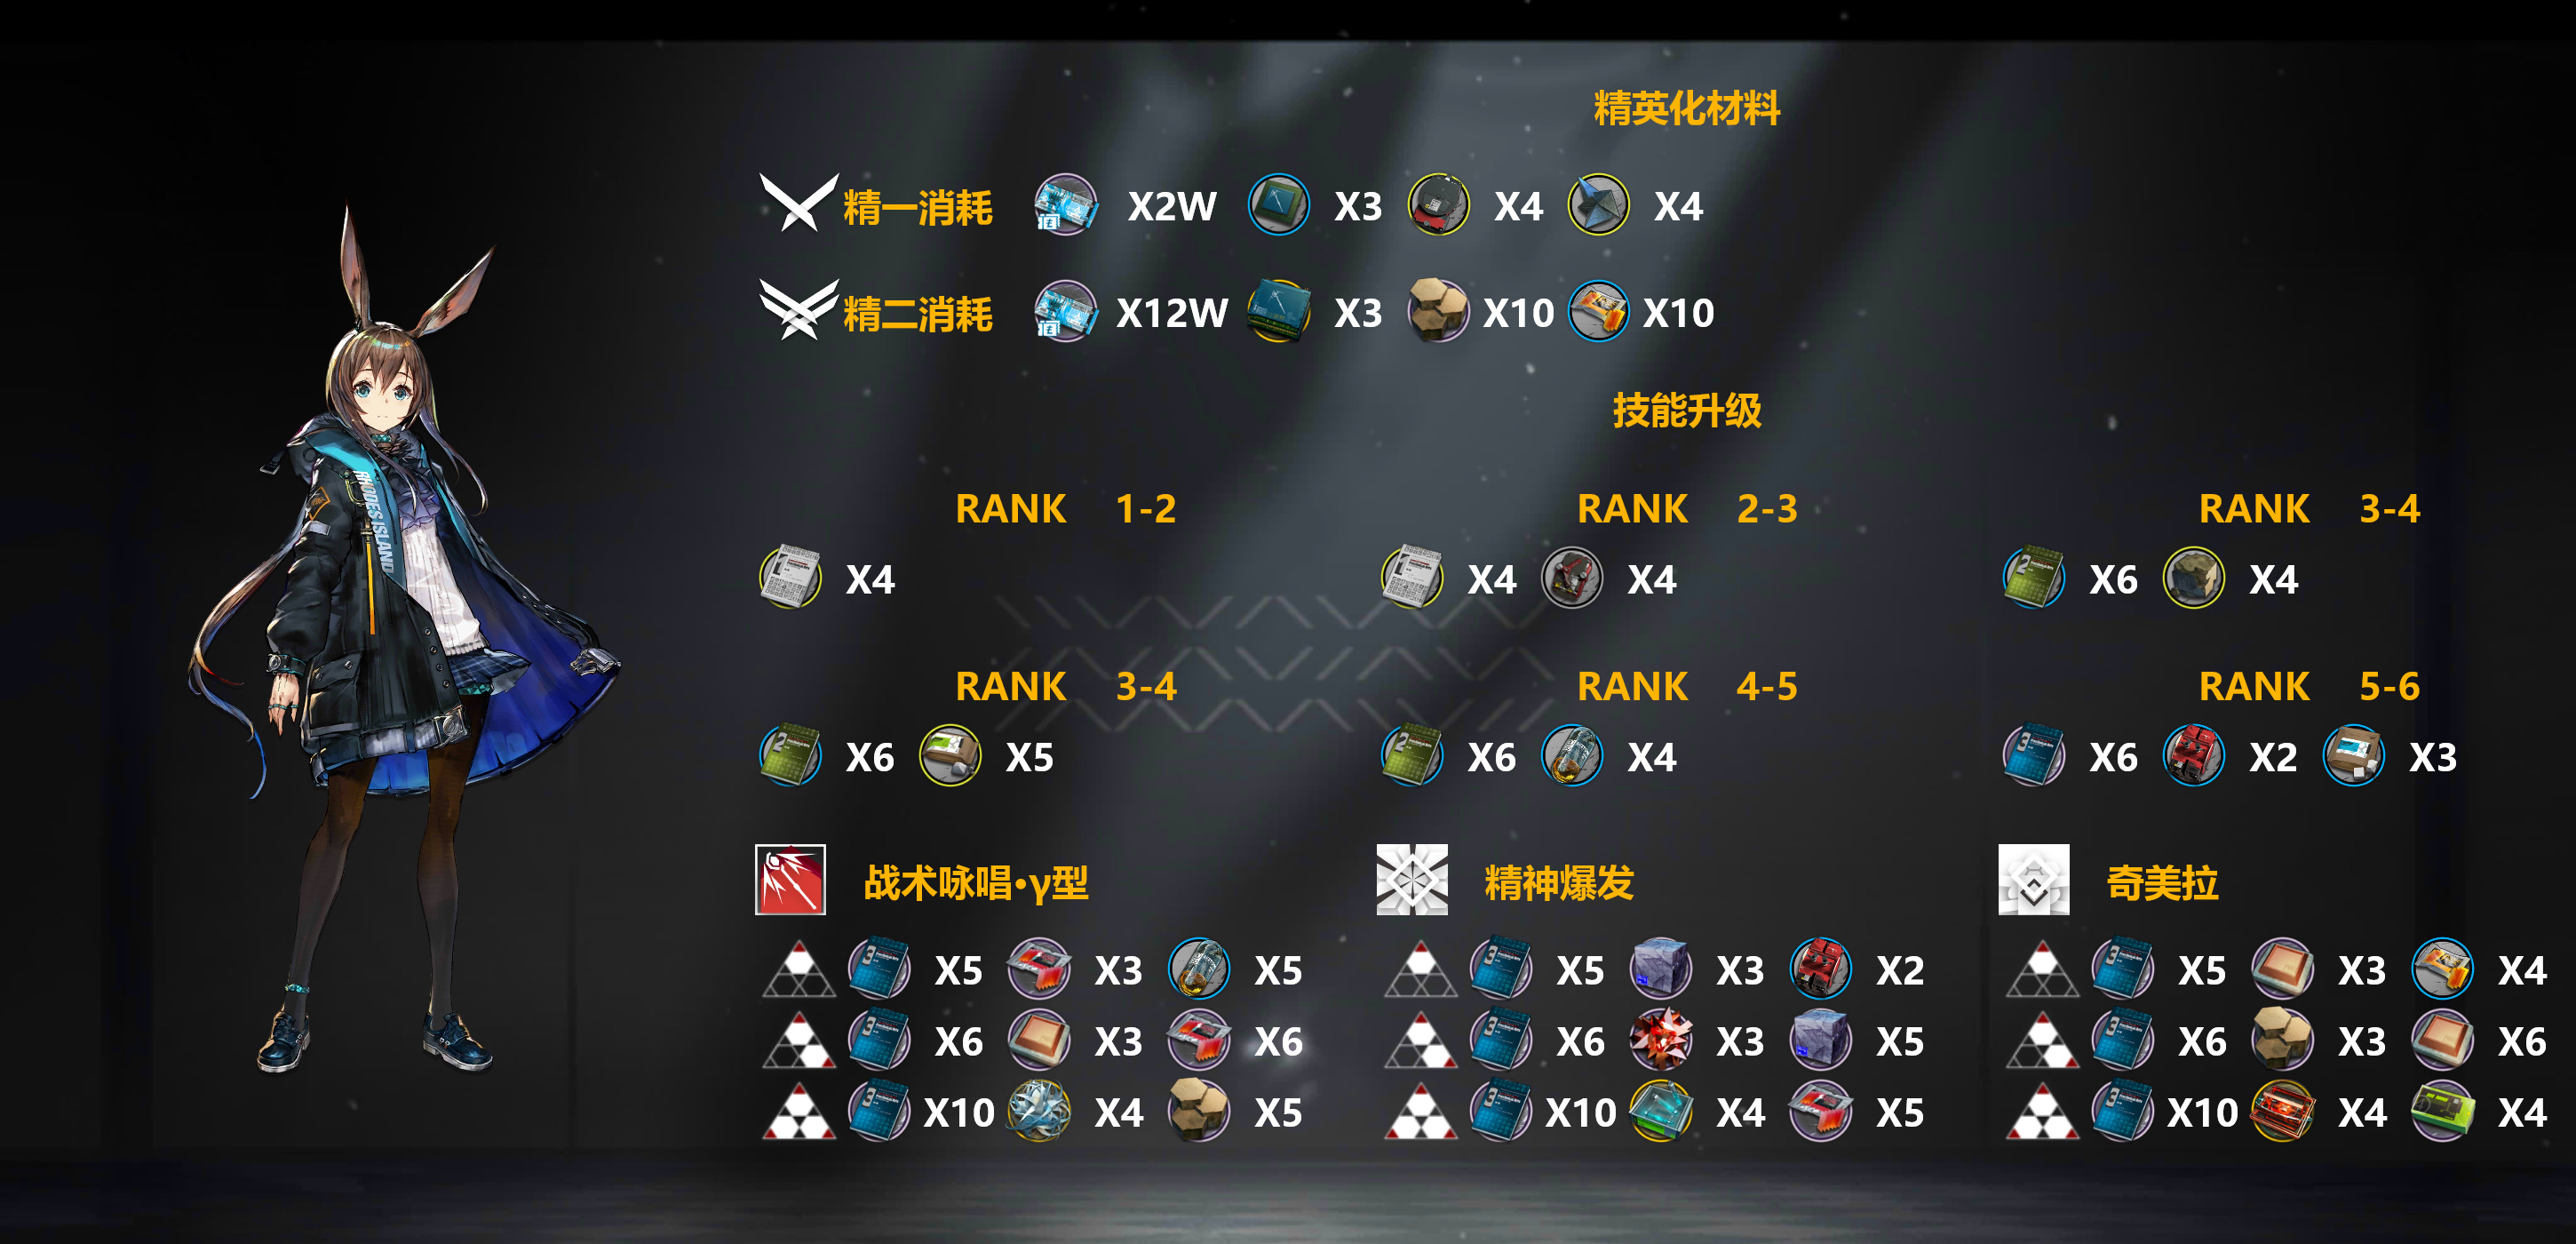 精英化材料
精一消耗 X2W X3 X4 X4
精二消耗 X12W X3 X10 X10
技能升级
RANK 1-2 RANK 2-3 RANK 3-4
X4 X4 X4 X6 X4
RANK 3-4 RANK 4-5 RANK 5-6
X6 X5 X6 X4 X6 X2 X3
战术咏唱·γ型 精神爆发 奇美拉
X5 X3 X5 X5 X3 X2 X5 X3 X4
X6 X3 X6 X6 X3 X5 X6 X3 X6
X10 X4 X5 X10 X4 X5 X10 X4 X4
RHODES ISLAND